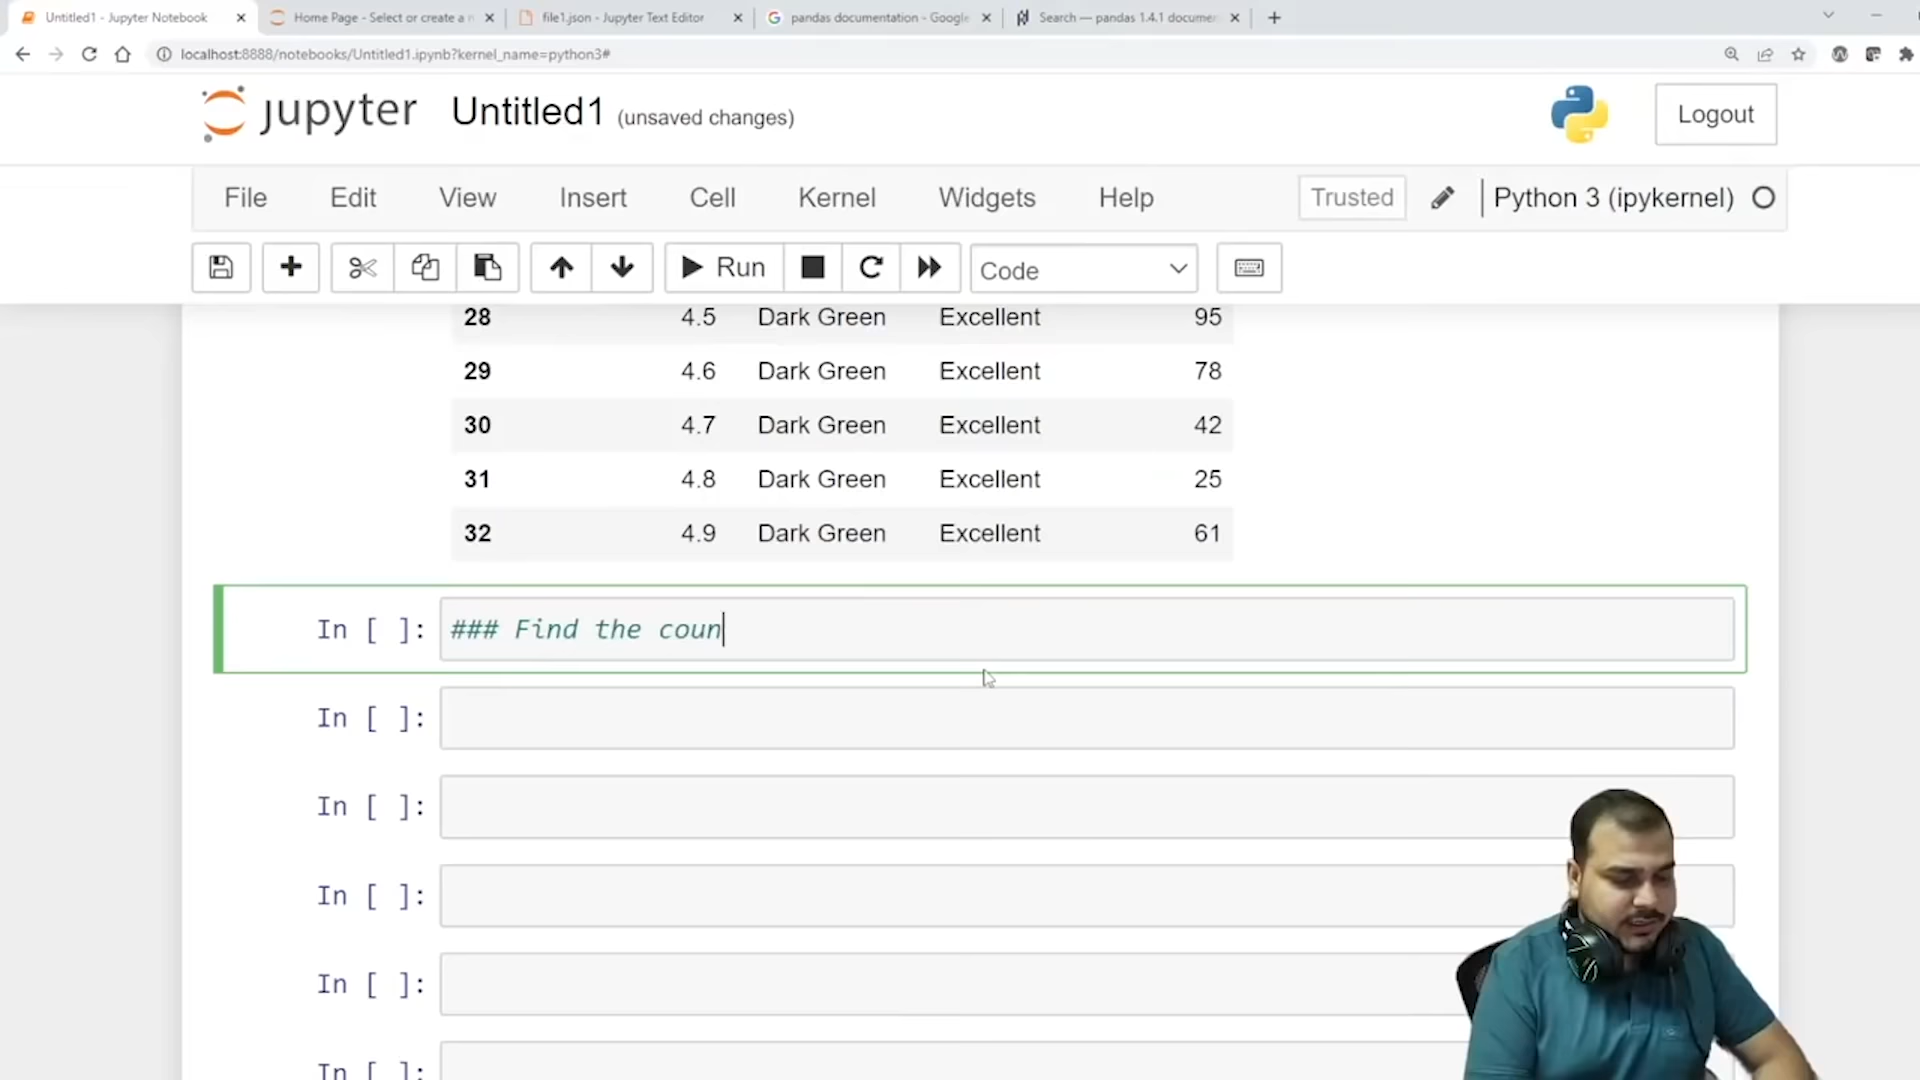 Untitled1 - Jupyter Notebook
Home Page - Select or create a n
file1.json - Jupyter Text Editor
pandas documentation - Google
Search — pandas 1.4.1 documen
localhost:8888/notebooks/Untitled1.ipynb?kernel_name=python3#
jupyter Untitled1 (unsaved changes)
Logout
File Edit View Insert Cell Kernel Widgets Help Trusted Python 3 (ipykernel)
Run Code
28 4.5 Dark Green Excellent 95
29 4.6 Dark Green Excellent 78
30 4.7 Dark Green Excellent 42
31 4.8 Dark Green Excellent 25
32 4.9 Dark Green Excellent 61
In [ ]: ### Find the coun
In [ ]:
In [ ]:
In [ ]:
In [ ]:
In [ ]: